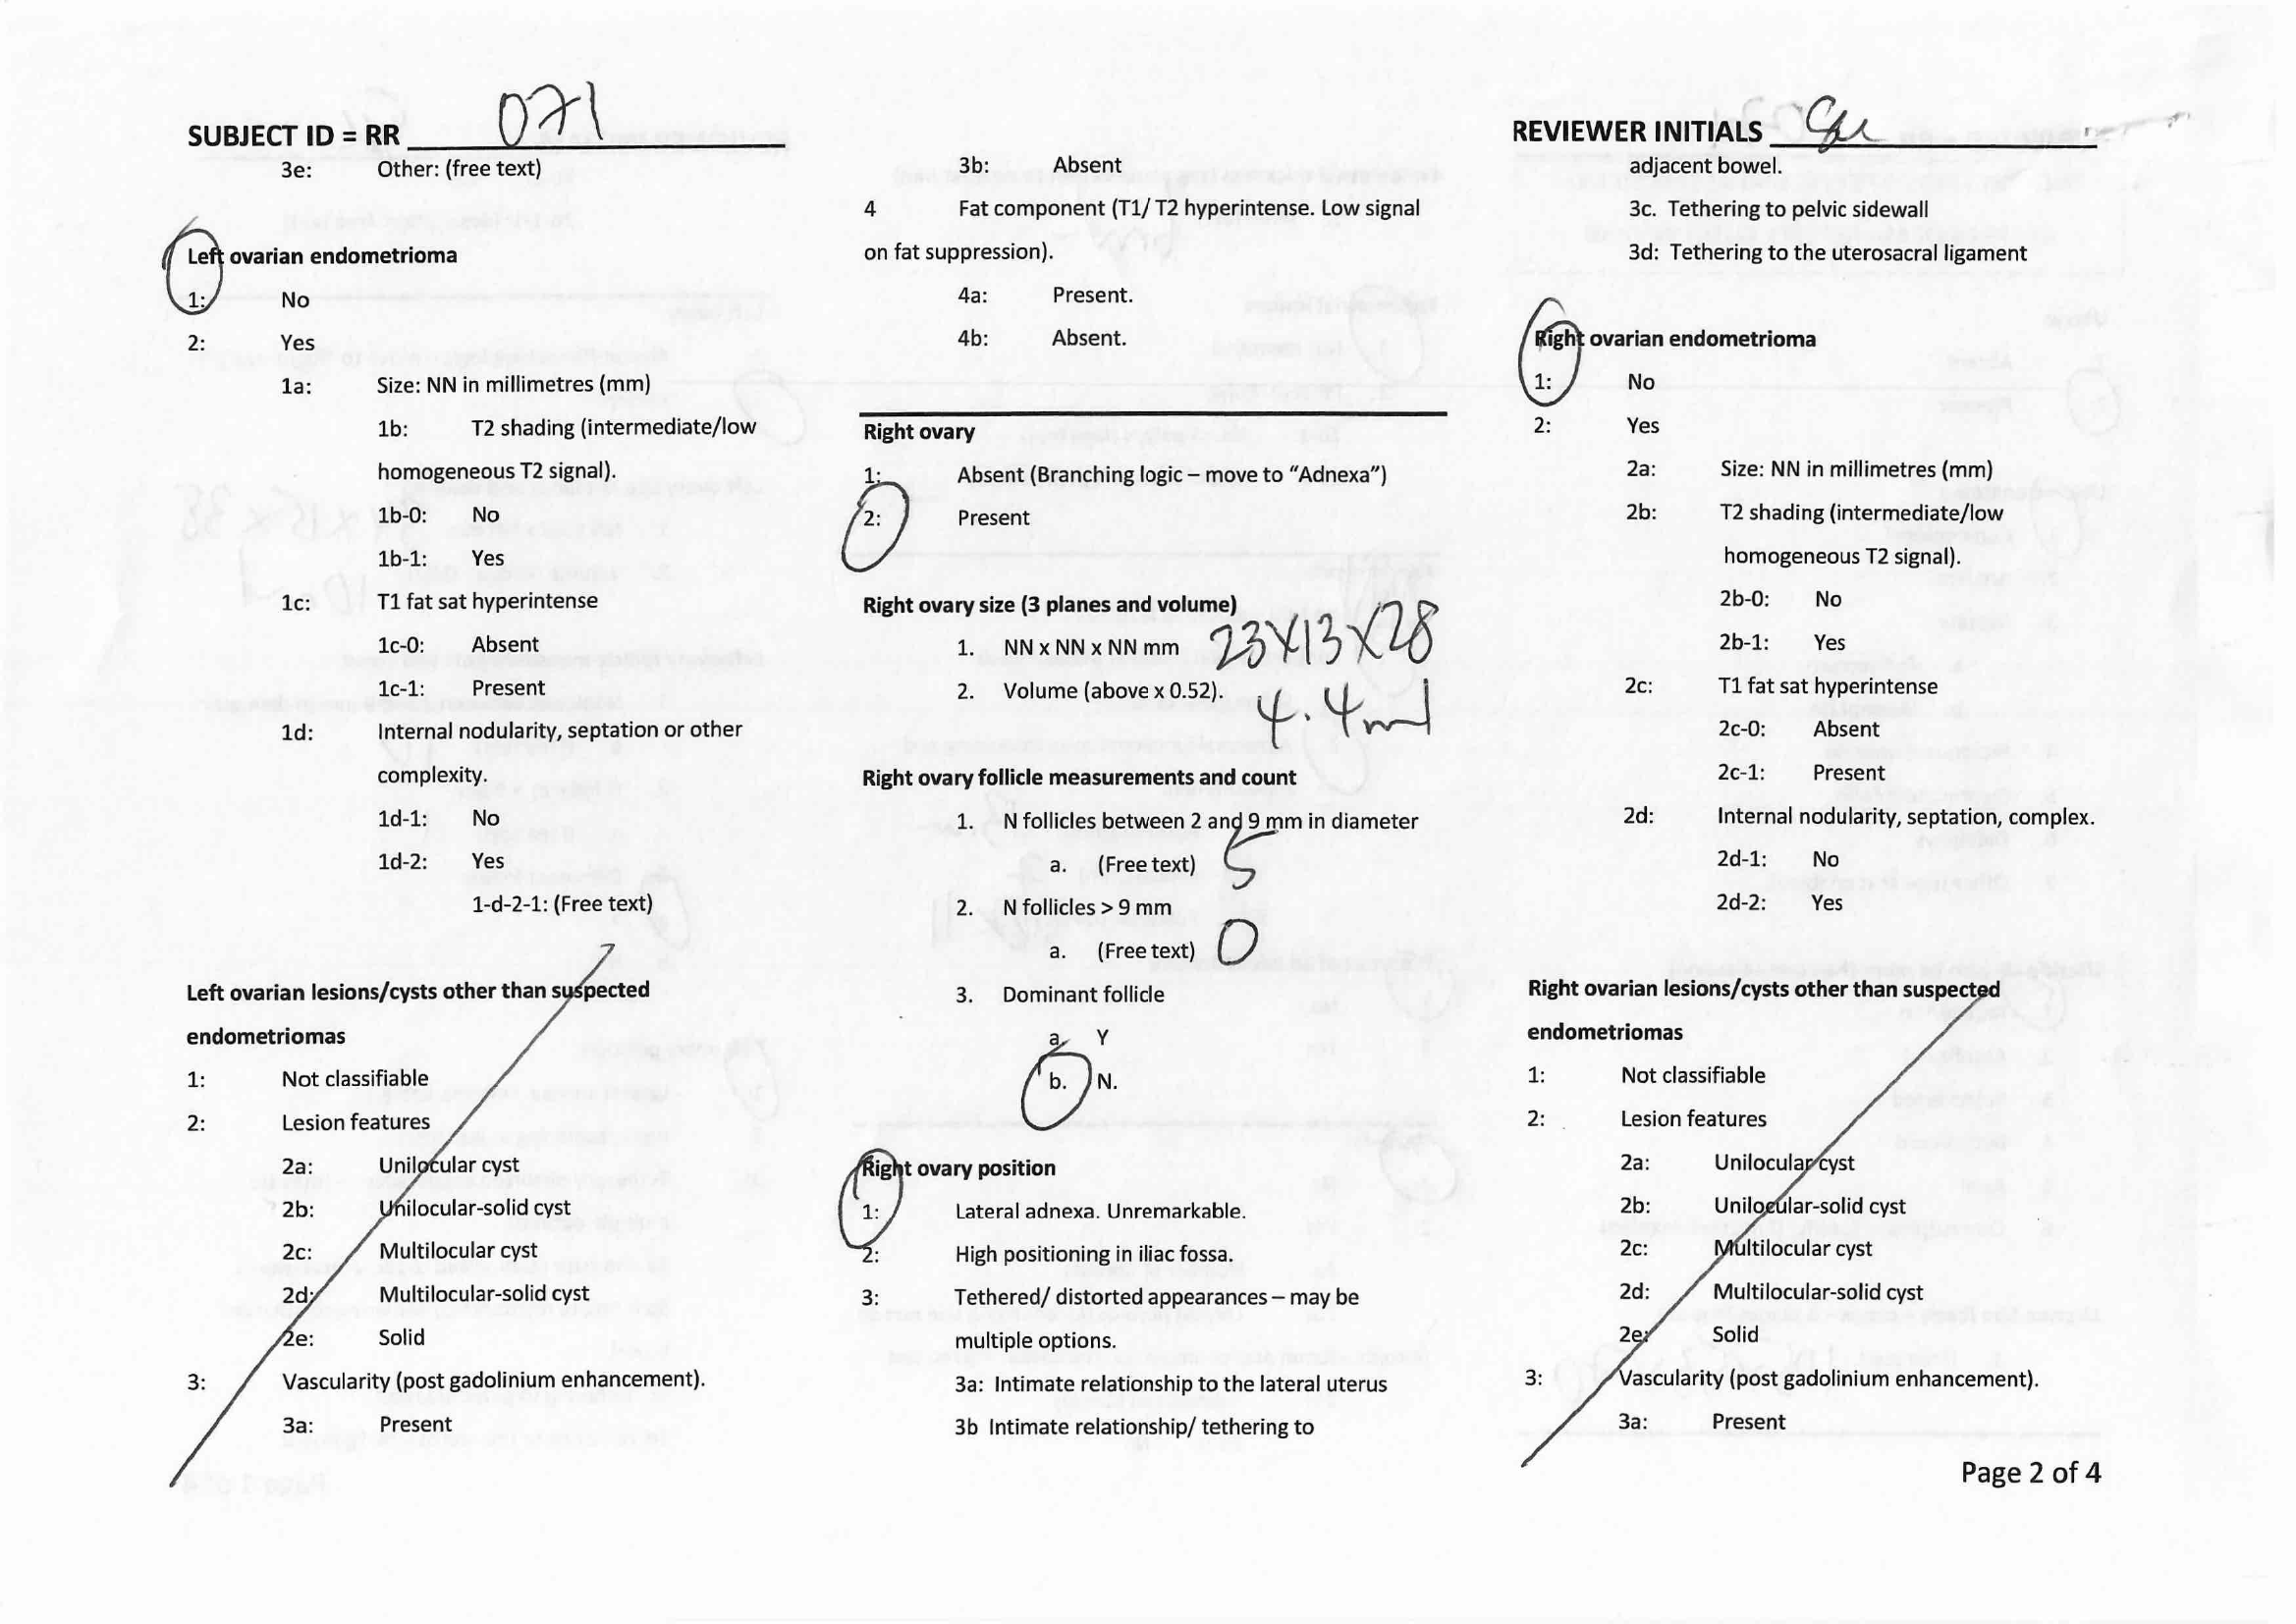 SUBJECT ID = RR 071
3e: Other: (free text)
Left ovarian endometrioma
1: No
2: Yes
1a: Size: NN in millimetres (mm)
1b: T2 shading (intermediate/low
homogeneous T2 signal).
1b-0: No
1b-1: Yes
1c: T1 fat sat hyperintense
1c-0: Absent
1c-1: Present
1d: Internal nodularity, septation or other
complexity.
1d-1: No
1d-2: Yes
1-d-2-1: (Free text)
Left ovarian lesions/cysts other than suspected
endometriomas
1: Not classifiable
2: Lesion features
2a: Unilocular cyst
2b: Unilocular-solid cyst
2c: Multilocular cyst
2d: Multilocular-solid cyst
2e: Solid
3: Vascularity (post gadolinium enhancement).
3a: Present
3b: Absent
4 Fat component (T1/ T2 hyperintense. Low signal
on fat suppression).
4a: Present.
4b: Absent.
Right ovary
1: Absent (Branching logic – move to “Adnexa”)
2: Present
Right ovary size (3 planes and volume)
1. NN x NN x NN mm 23X13X28
2. Volume (above x 0.52). 4.4ml
Right ovary follicle measurements and count
1. N follicles between 2 and 9 mm in diameter
a. (Free text) 5
2. N follicles > 9 mm
a. (Free text) 0
3. Dominant follicle
a. Y
b. N.
Right ovary position
1: Lateral adnexa. Unremarkable.
2: High positioning in iliac fossa.
3: Tethered/ distorted appearances – may be
multiple options.
3a: Intimate relationship to the lateral uterus
3b Intimate relationship/ tethering to
REVIEWER INITIALS
adjacent bowel.
3c. Tethering to pelvic sidewall
3d: Tethering to the uterosacral ligament
Right ovarian endometrioma
1: No
2: Yes
2a: Size: NN in millimetres (mm)
2b: T2 shading (intermediate/low
homogeneous T2 signal).
2b-0: No
2b-1: Yes
2c: T1 fat sat hyperintense
2c-0: Absent
2c-1: Present
2d: Internal nodularity, septation, complex.
2d-1: No
2d-2: Yes
Right ovarian lesions/cysts other than suspected
endometriomas
1: Not classifiable
2: Lesion features
2a: Unilocular cyst
2b: Unilocular-solid cyst
2c: Multilocular cyst
2d: Multilocular-solid cyst
2e: Solid
3: Vascularity (post gadolinium enhancement).
3a: Present
Page 2 of 4